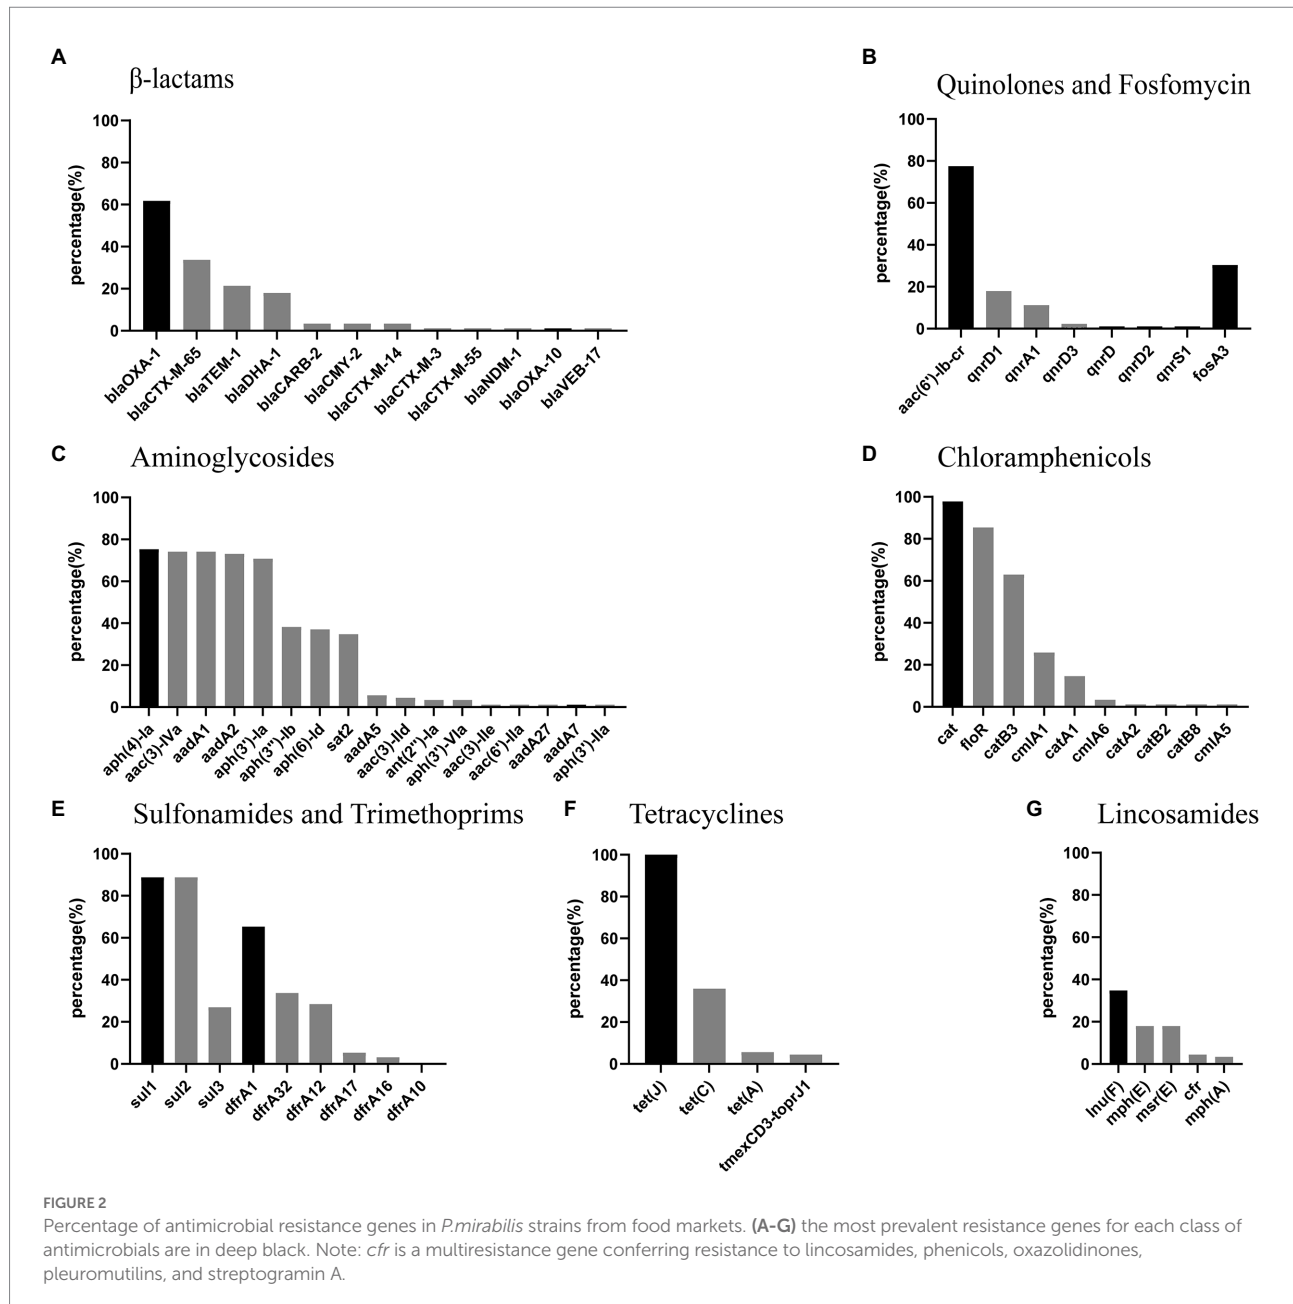 A
β-lactams
percentage(%)
100
80
60
40
20
0
blaOXA-1
blaCTX-M-65
blaTEM-1
blaDHA-1
blaCARB-2
blaCMY-2
blaCTX-M-14
blaCTX-M-3
blaCTX-M-55
blaNDM-1
blaOXA-10
blaVEB-17
B
Quinolones and Fosfomycin
percentage(%)
100
80
60
40
20
0
aac(6')-Ib-cr
qnrD1
qnrA1
qnrD3
qnrD
qnrD2
qnrS1
fosA3
C
Aminoglycosides
percentage(%)
100
80
60
40
20
0
aph(4)-Ia
aac(3)-IVa
aadA1
aadA2
aph(3')-Ia
aph(3'')-Ib
aph(6)-Id
sat2
aadA5
aac(3)-IId
ant(2'')-Ia
aph(3')-VIa
aac(3)-IIe
aac(6')-IIa
aadA27
aadA7
aph(3')-IIa
D
Chloramphenicols
percentage(%)
100
80
60
40
20
0
cat
floR
catB3
cmlA1
catA1
cmlA6
catA2
catB2
catB8
cmlA5
E
Sulfonamides and Trimethoprims
percentage(%)
100
80
60
40
20
0
sul1
sul2
sul3
dfrA1
dfrA32
dfrA12
dfrA17
dfrA16
dfrA10
F
Tetracyclines
percentage(%)
100
80
60
40
20
0
tet(J)
tet(C)
tet(A)
tmexCD3-toprJ1
G
Lincosamides
percentage(%)
100
80
60
40
20
0
lnu(F)
mph(E)
msr(E)
cfr
mph(A)
FIGURE 2
Percentage of antimicrobial resistance genes in P.mirabilis strains from food markets. (A-G) the most prevalent resistance genes for each class of
antimicrobials are in deep black. Note: cfr is a multiresistance gene conferring resistance to lincosamides, phenicols, oxazolidinones,
pleuromutilins, and streptogramin A.